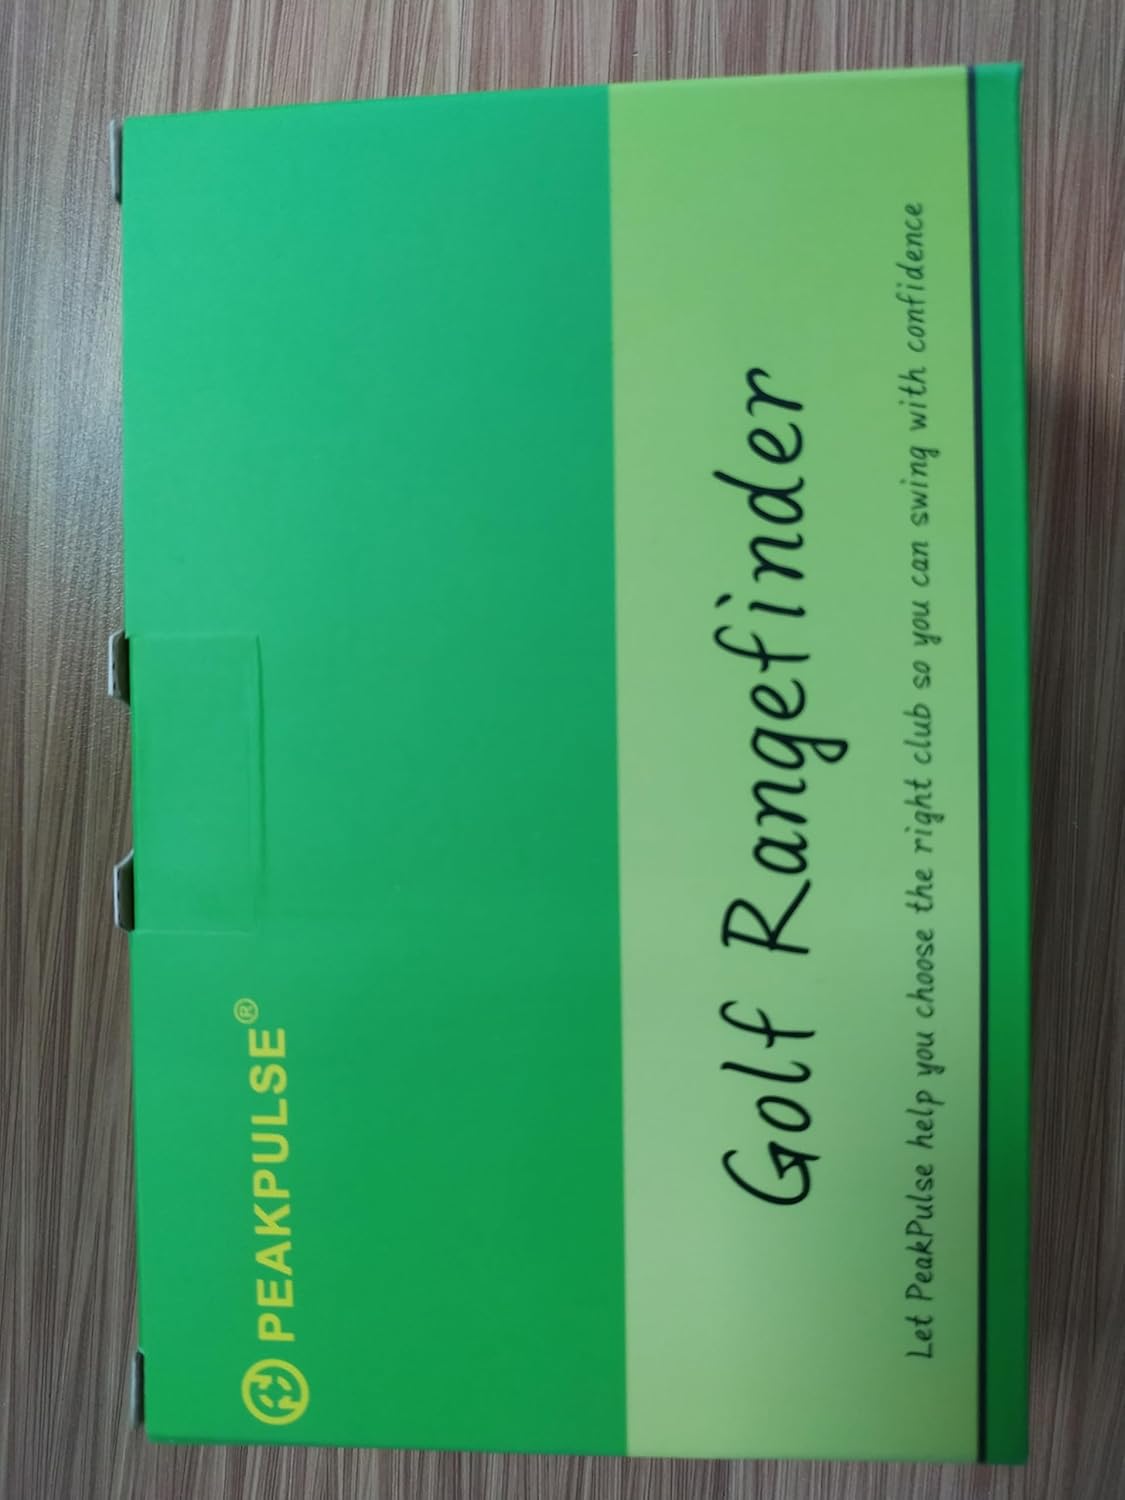 PEAKPULSE®
Golf Rangefinder
Let PeakPulse help you choose the right club so you can swing with confidence